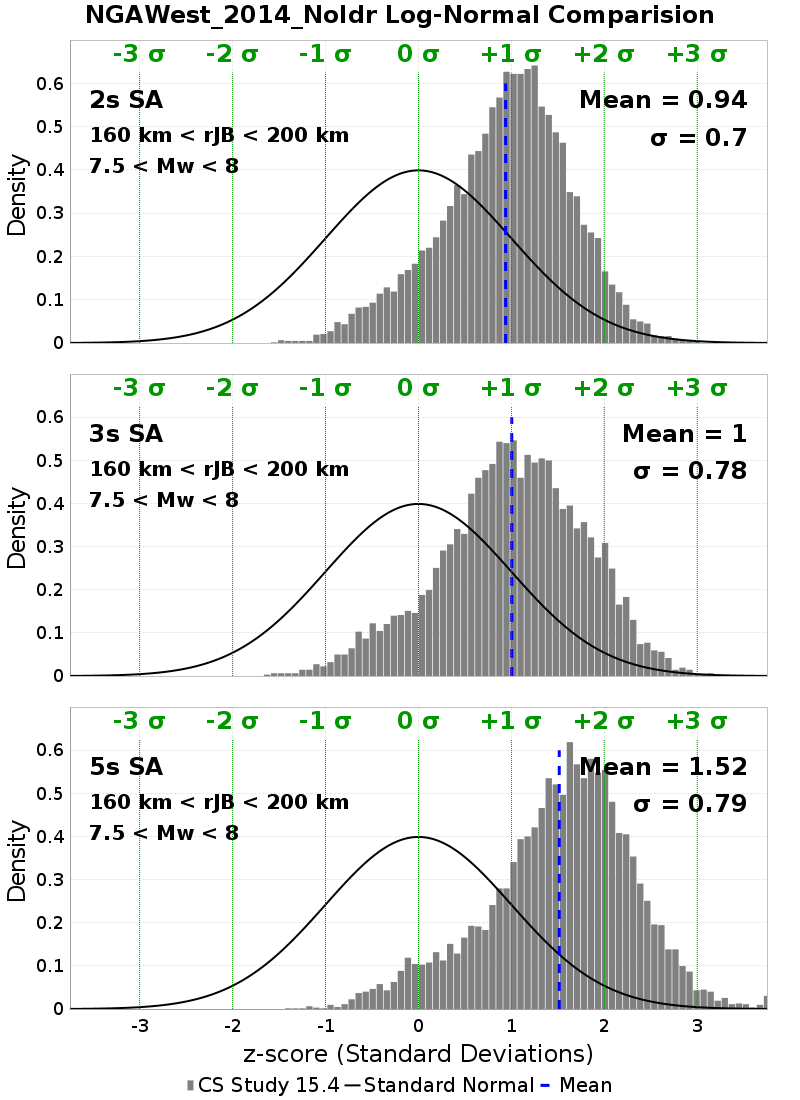 NGAWest_2014_NoIdr Log-Normal Comparision
-3 σ -2 σ -1 σ 0 σ +1 σ +2 σ +3 σ
2s SA
160 km < rJB < 200 km
7.5 < Mw < 8
Mean = 0.94
σ = 0.7
Density
0.6
0.5
0.4
0.3
0.2
0.1
0
-3 σ -2 σ -1 σ 0 σ +1 σ +2 σ +3 σ
3s SA
160 km < rJB < 200 km
7.5 < Mw < 8
Mean = 1
σ = 0.78
Density
0.6
0.5
0.4
0.3
0.2
0.1
0
-3 σ -2 σ -1 σ 0 σ +1 σ +2 σ +3 σ
5s SA
160 km < rJB < 200 km
7.5 < Mw < 8
Mean = 1.52
σ = 0.79
Density
0.6
0.5
0.4
0.3
0.2
0.1
0
-3 -2 -1 0 1 2 3
z-score (Standard Deviations)
CS Study 15.4 Standard Normal Mean